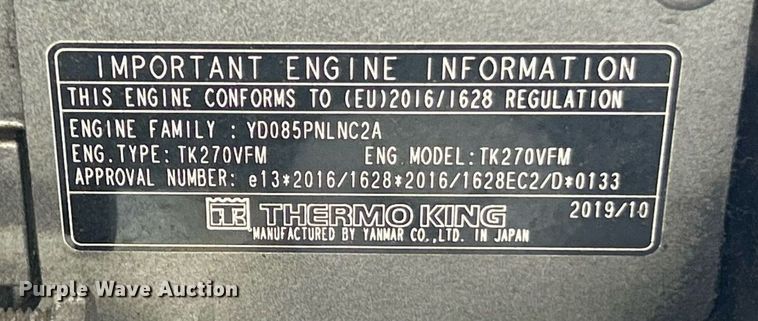 IMPORTANT ENGINE INFORMATION
THIS ENGINE CONFORMS TO (EU)2016/1628 REGULATION
ENGINE FAMILY : YD085PNLNC2A
ENG.TYPE: TK270VFM ENG MODEL: TK270VFM
APPROVAL NUMBER: e13*2016/1628*2016/1628EC2/D*0133
TK THERMO KING 2019/10
MANUFACTURED BY YANMAR CO.,LTD. IN JAPAN
Purple Wave Auction